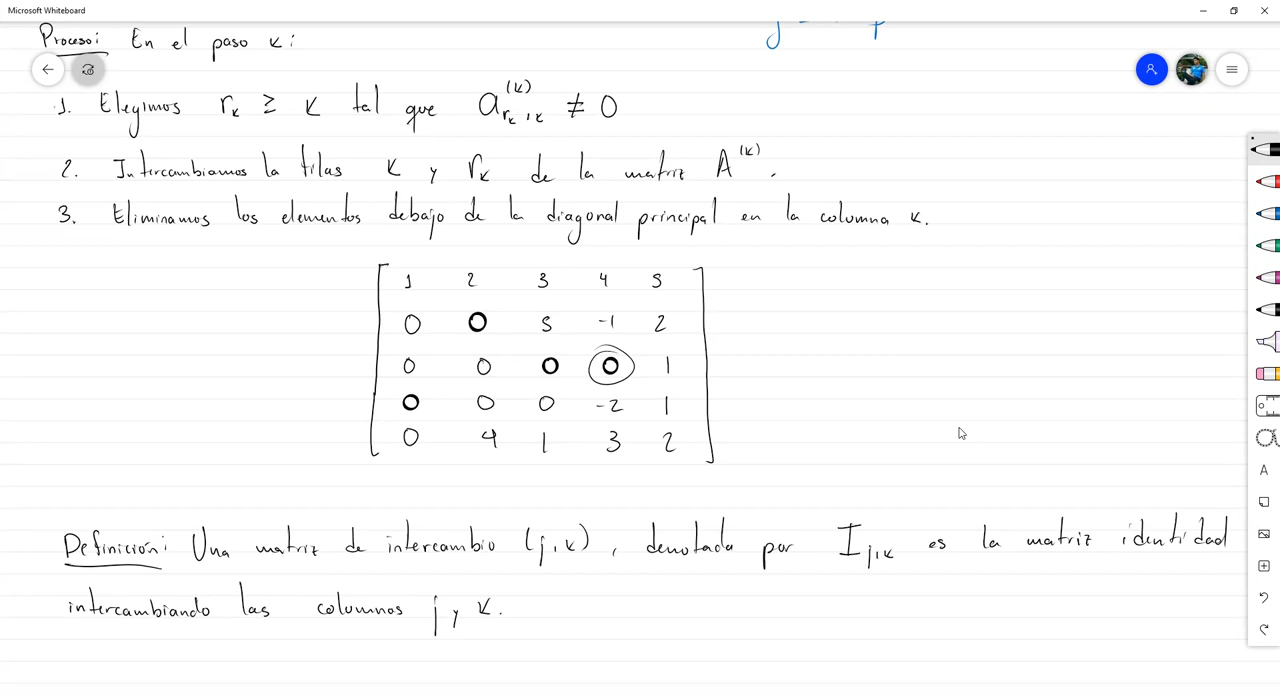 Microsoft Whiteboard
Proceso: En el paso k:
1. Elegimos r_k ≥ k tal que a_{r_k,k}^{(k)} ≠ 0
2. Intercambiamos la filas k y r_k de la matriz A^{(k)}.
3. Eliminamos los elementos debajo de la diagonal principal en la columna k.
1 2 3 4 5
0 0 5 -1 2
0 0 0 0 1
0 0 0 -2 1
0 4 1 3 2
Definición: Una matriz de intercambio (j,k), denotada por I_{j,k} es la matriz identidad
intercambiando las columnas j y k.